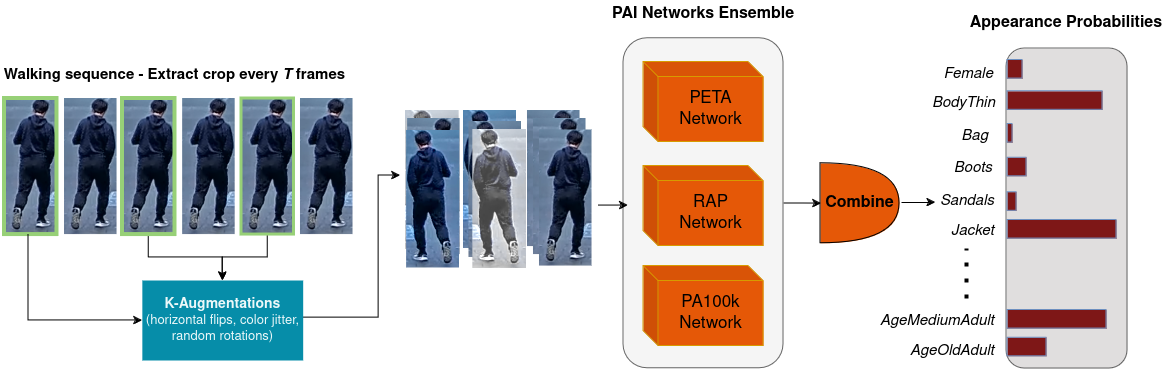 PAI Networks Ensemble
Appearance Probabilities
Walking sequence - Extract crop every T frames
K-Augmentations
(horizontal flips, color jitter,
random rotations)
PETA
Network
RAP
Network
PA100k
Network
Combine
Female
BodyThin
Bag
Boots
Sandals
Jacket
AgeMediumAdult
AgeOldAdult